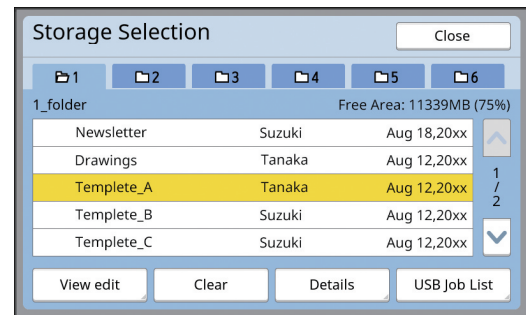 Storage Selection Close
1 2 3 4 5 6
1_folder Free Area: 11339MB (75%)
Newsletter Suzuki Aug 18,20xx
Drawings Tanaka Aug 12,20xx
Templete_A Tanaka Aug 12,20xx
Templete_B Suzuki Aug 12,20xx
Templete_C Suzuki Aug 12,20xx
1
/
2
View edit Clear Details USB Job List